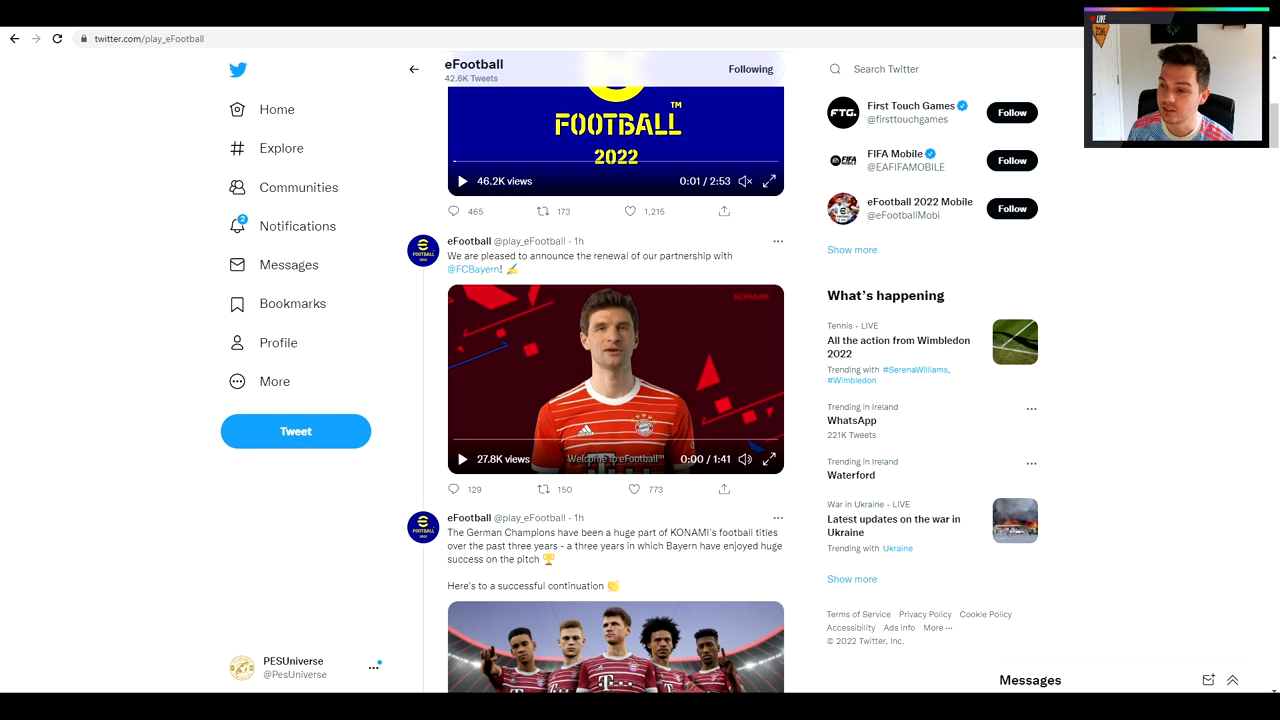 twitter.com/play_eFootball
LIVE
Home
Explore
Communities
2
Notifications
Messages
Bookmarks
Profile
More
Tweet
PESUniverse
@PesUniverse
eFootball
42.6K Tweets
Following
FOOTBALL™
2022
46.2K views
0:01 / 2:53
465
173
1,215
eFootball @play_eFootball · 1h
We are pleased to announce the renewal of our partnership with
@FCBayern! ✍
KONAMI
Welcome to eFootball™
27.8K views
0:00 / 1:41
129
150
773
eFootball @play_eFootball · 1h
The German Champions have been a huge part of KONAMI's football titles
over the past three years - a three years in which Bayern have enjoyed huge
success on the pitch 🏆
Here's to a successful continuation 👏
Search Twitter
FTG.
First Touch Games
@firsttouchgames
Follow
FIFA
MOBILE
FIFA Mobile
@EAFIFAMOBILE
Follow
eFootball 2022 Mobile
@eFootballMobi
Follow
Show more
What's happening
Tennis · LIVE
All the action from Wimbledon
2022
Trending with #SerenaWilliams,
#Wimbledon
Trending in Ireland
WhatsApp
221K Tweets
Trending in Ireland
Waterford
War in Ukraine · LIVE
Latest updates on the war in
Ukraine
Trending with Ukraine
Show more
Terms of Service Privacy Policy Cookie Policy
Accessibility Ads info More ···
© 2022 Twitter, Inc.
Messages